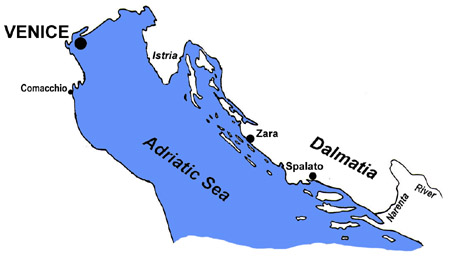 VENICE
Istria
Comacchio
Zara
Adriatic Sea
Dalmatia
Spalato
Narenta
River